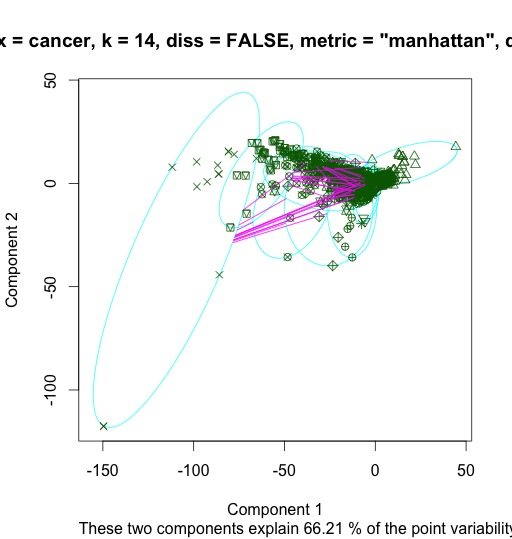 x = cancer, k = 14, diss = FALSE, metric = "manhattan",
50
0
-50
-100
Component 2
-150
-100
-50
0
50
Component 1
These two components explain 66.21 % of the point variability